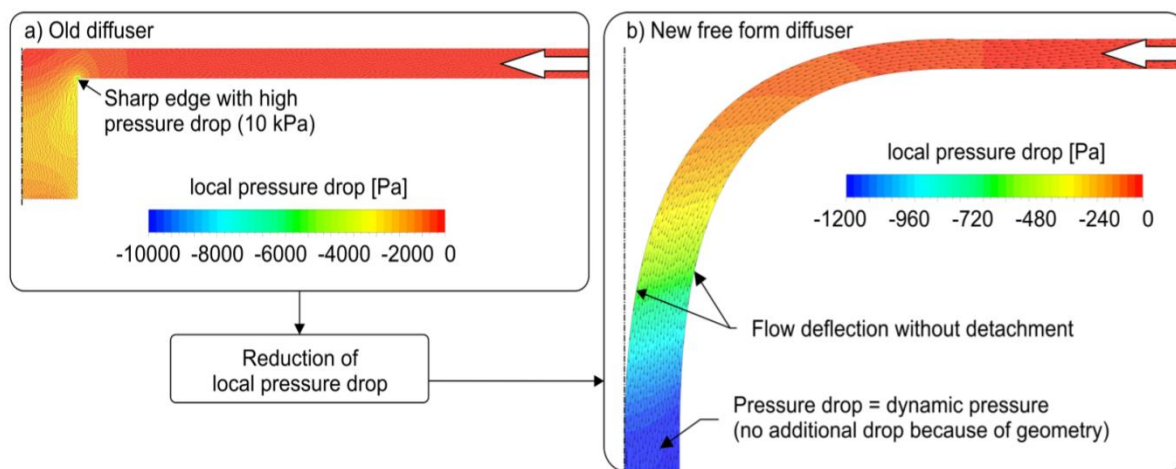 a) Old diffuser
Sharp edge with high
pressure drop (10 kPa)
local pressure drop [Pa]
-10000 -8000 -6000 -4000 -2000 0
Reduction of
local pressure drop
b) New free form diffuser
local pressure drop [Pa]
-1200 -960 -720 -480 -240 0
Flow deflection without detachment
Pressure drop = dynamic pressure
(no additional drop because of geometry)